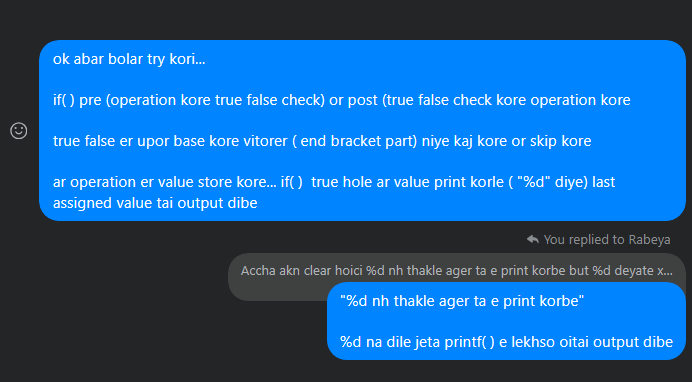 ok abar bolar try kori...
if( ) pre (operation kore true false check) or post (true false check kore operation kore
true false er upor base kore vitorer ( end bracket part) niye kaj kore or skip kore
ar operation er value store kore... if( )  true hole ar value print korle ( "%d" diye) last
assigned value tai output dibe
You replied to Rabeya
Accha akn clear hoici %d nh thakle ager ta e print korbe but %d deyate x...
"%d nh thakle ager ta e print korbe"
%d na dile jeta printf( ) e lekhso oitai output dibe